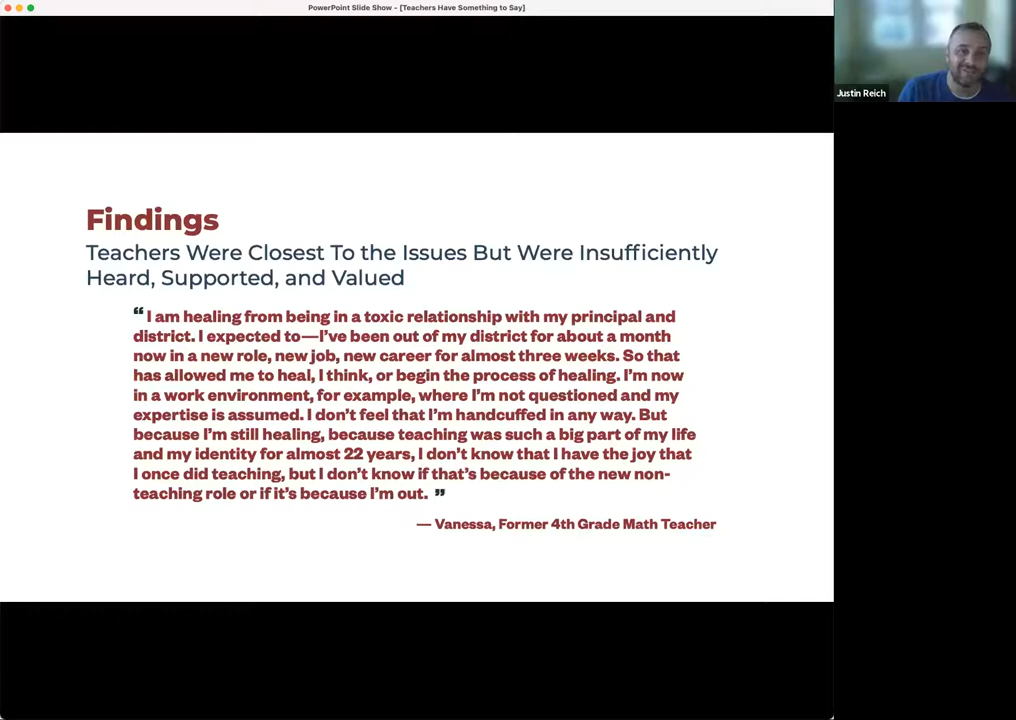 PowerPoint Slide Show - [Teachers Have Something to Say]
Justin Reich
Findings
Teachers Were Closest To the Issues But Were Insufficiently
Heard, Supported, and Valued
“ I am healing from being in a toxic relationship with my principal and
district. I expected to—I’ve been out of my district for about a month
now in a new role, new job, new career for almost three weeks. So that
has allowed me to heal, I think, or begin the process of healing. I’m now
in a work environment, for example, where I’m not questioned and my
expertise is assumed. I don’t feel that I’m handcuffed in any way. But
because I’m still healing, because teaching was such a big part of my life
and my identity for almost 22 years, I don’t know that I have the joy that
I once did teaching, but I don’t know if that’s because of the new non-
teaching role or if it’s because I’m out. ”
— Vanessa, Former 4th Grade Math Teacher